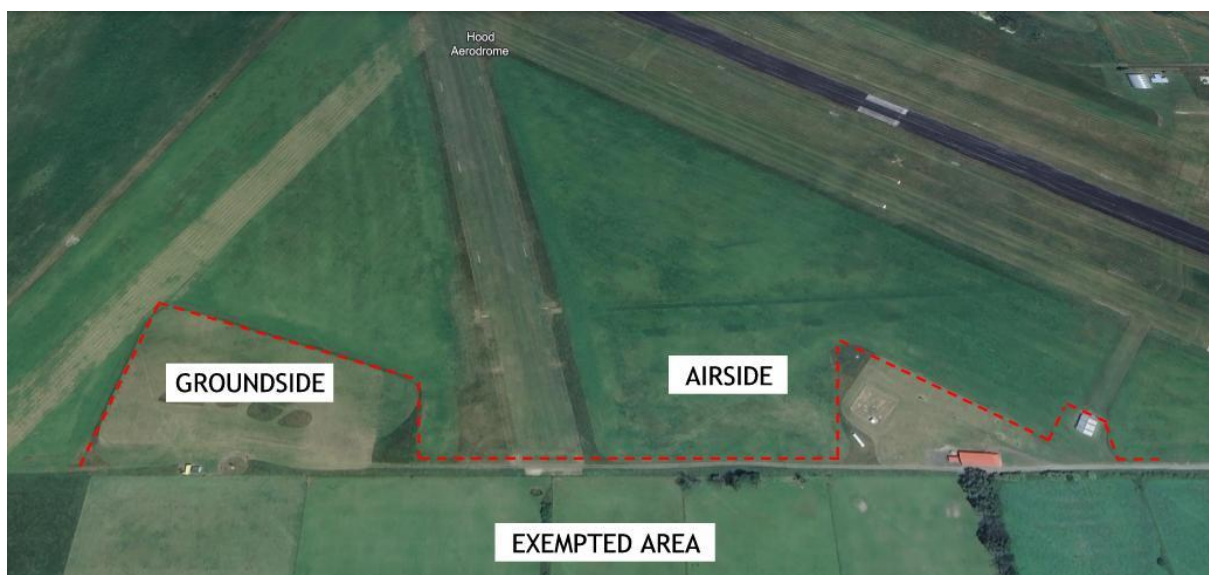 Hood
Aerodrome
GROUNDSIDE
AIRSIDE
EXEMPTED AREA